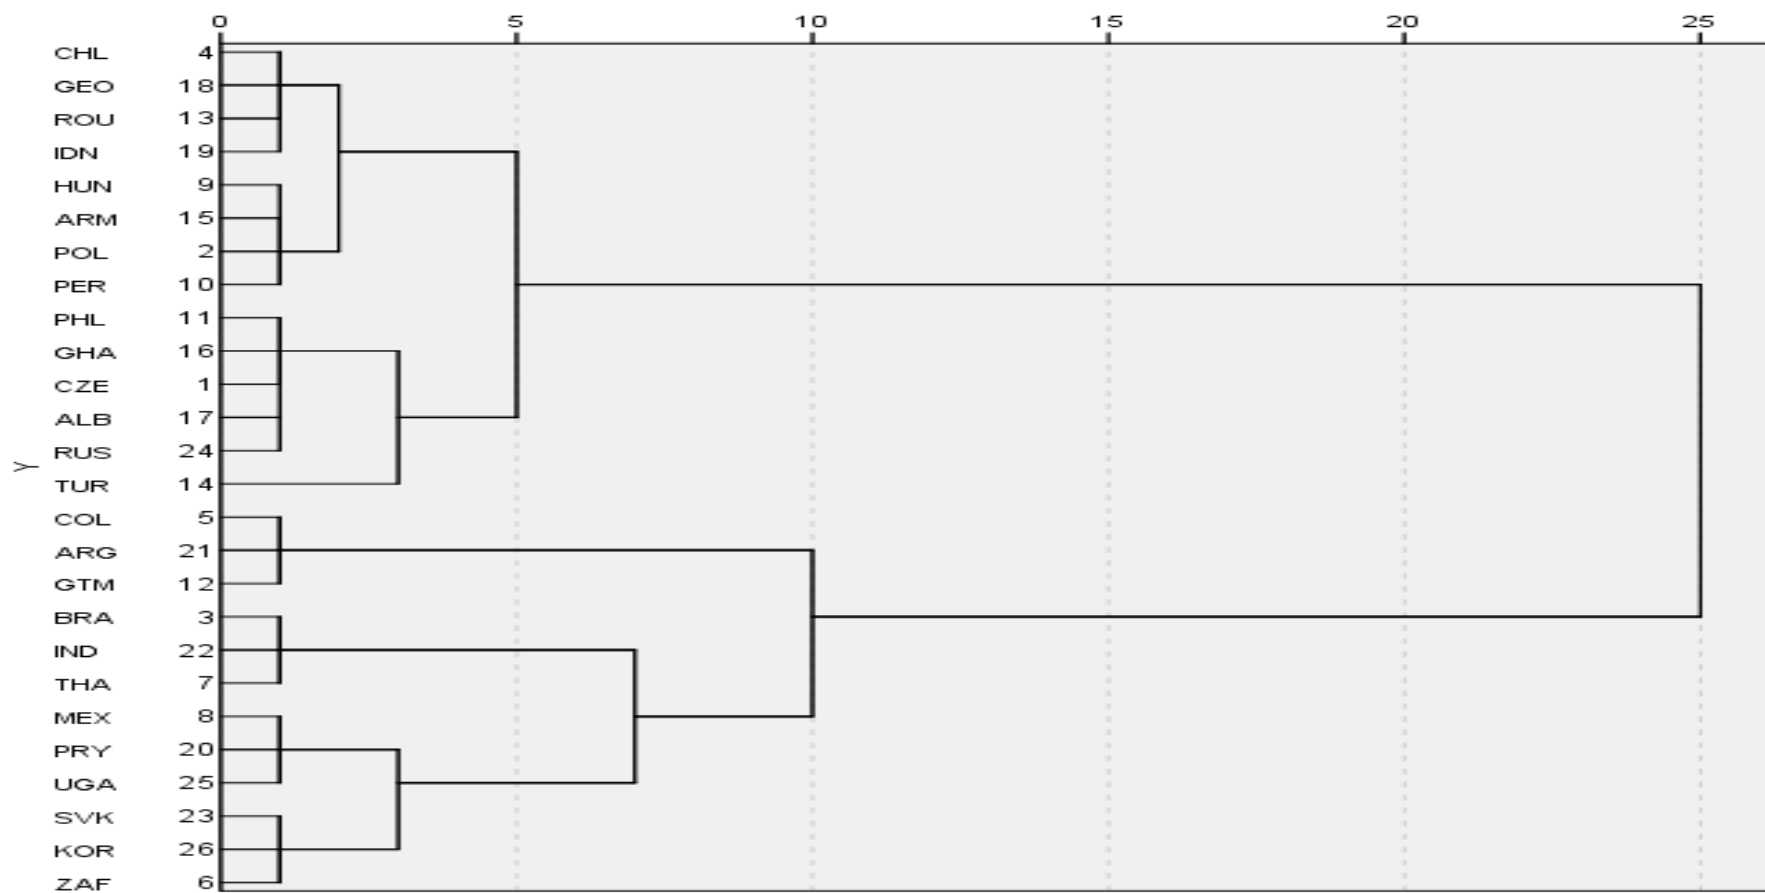 0 5 10 15 20 25
CHL 4
GEO 18
ROU 13
IDN 19
HUN 9
ARM 15
POL 2
PER 10
PHL 11
GHA 16
CZE 1
ALB 17
RUS 24
Y
TUR 14
COL 5
ARG 21
GTM 12
BRA 3
IND 22
THA 7
MEX 8
PRY 20
UGA 25
SVK 23
KOR 26
ZAF 6